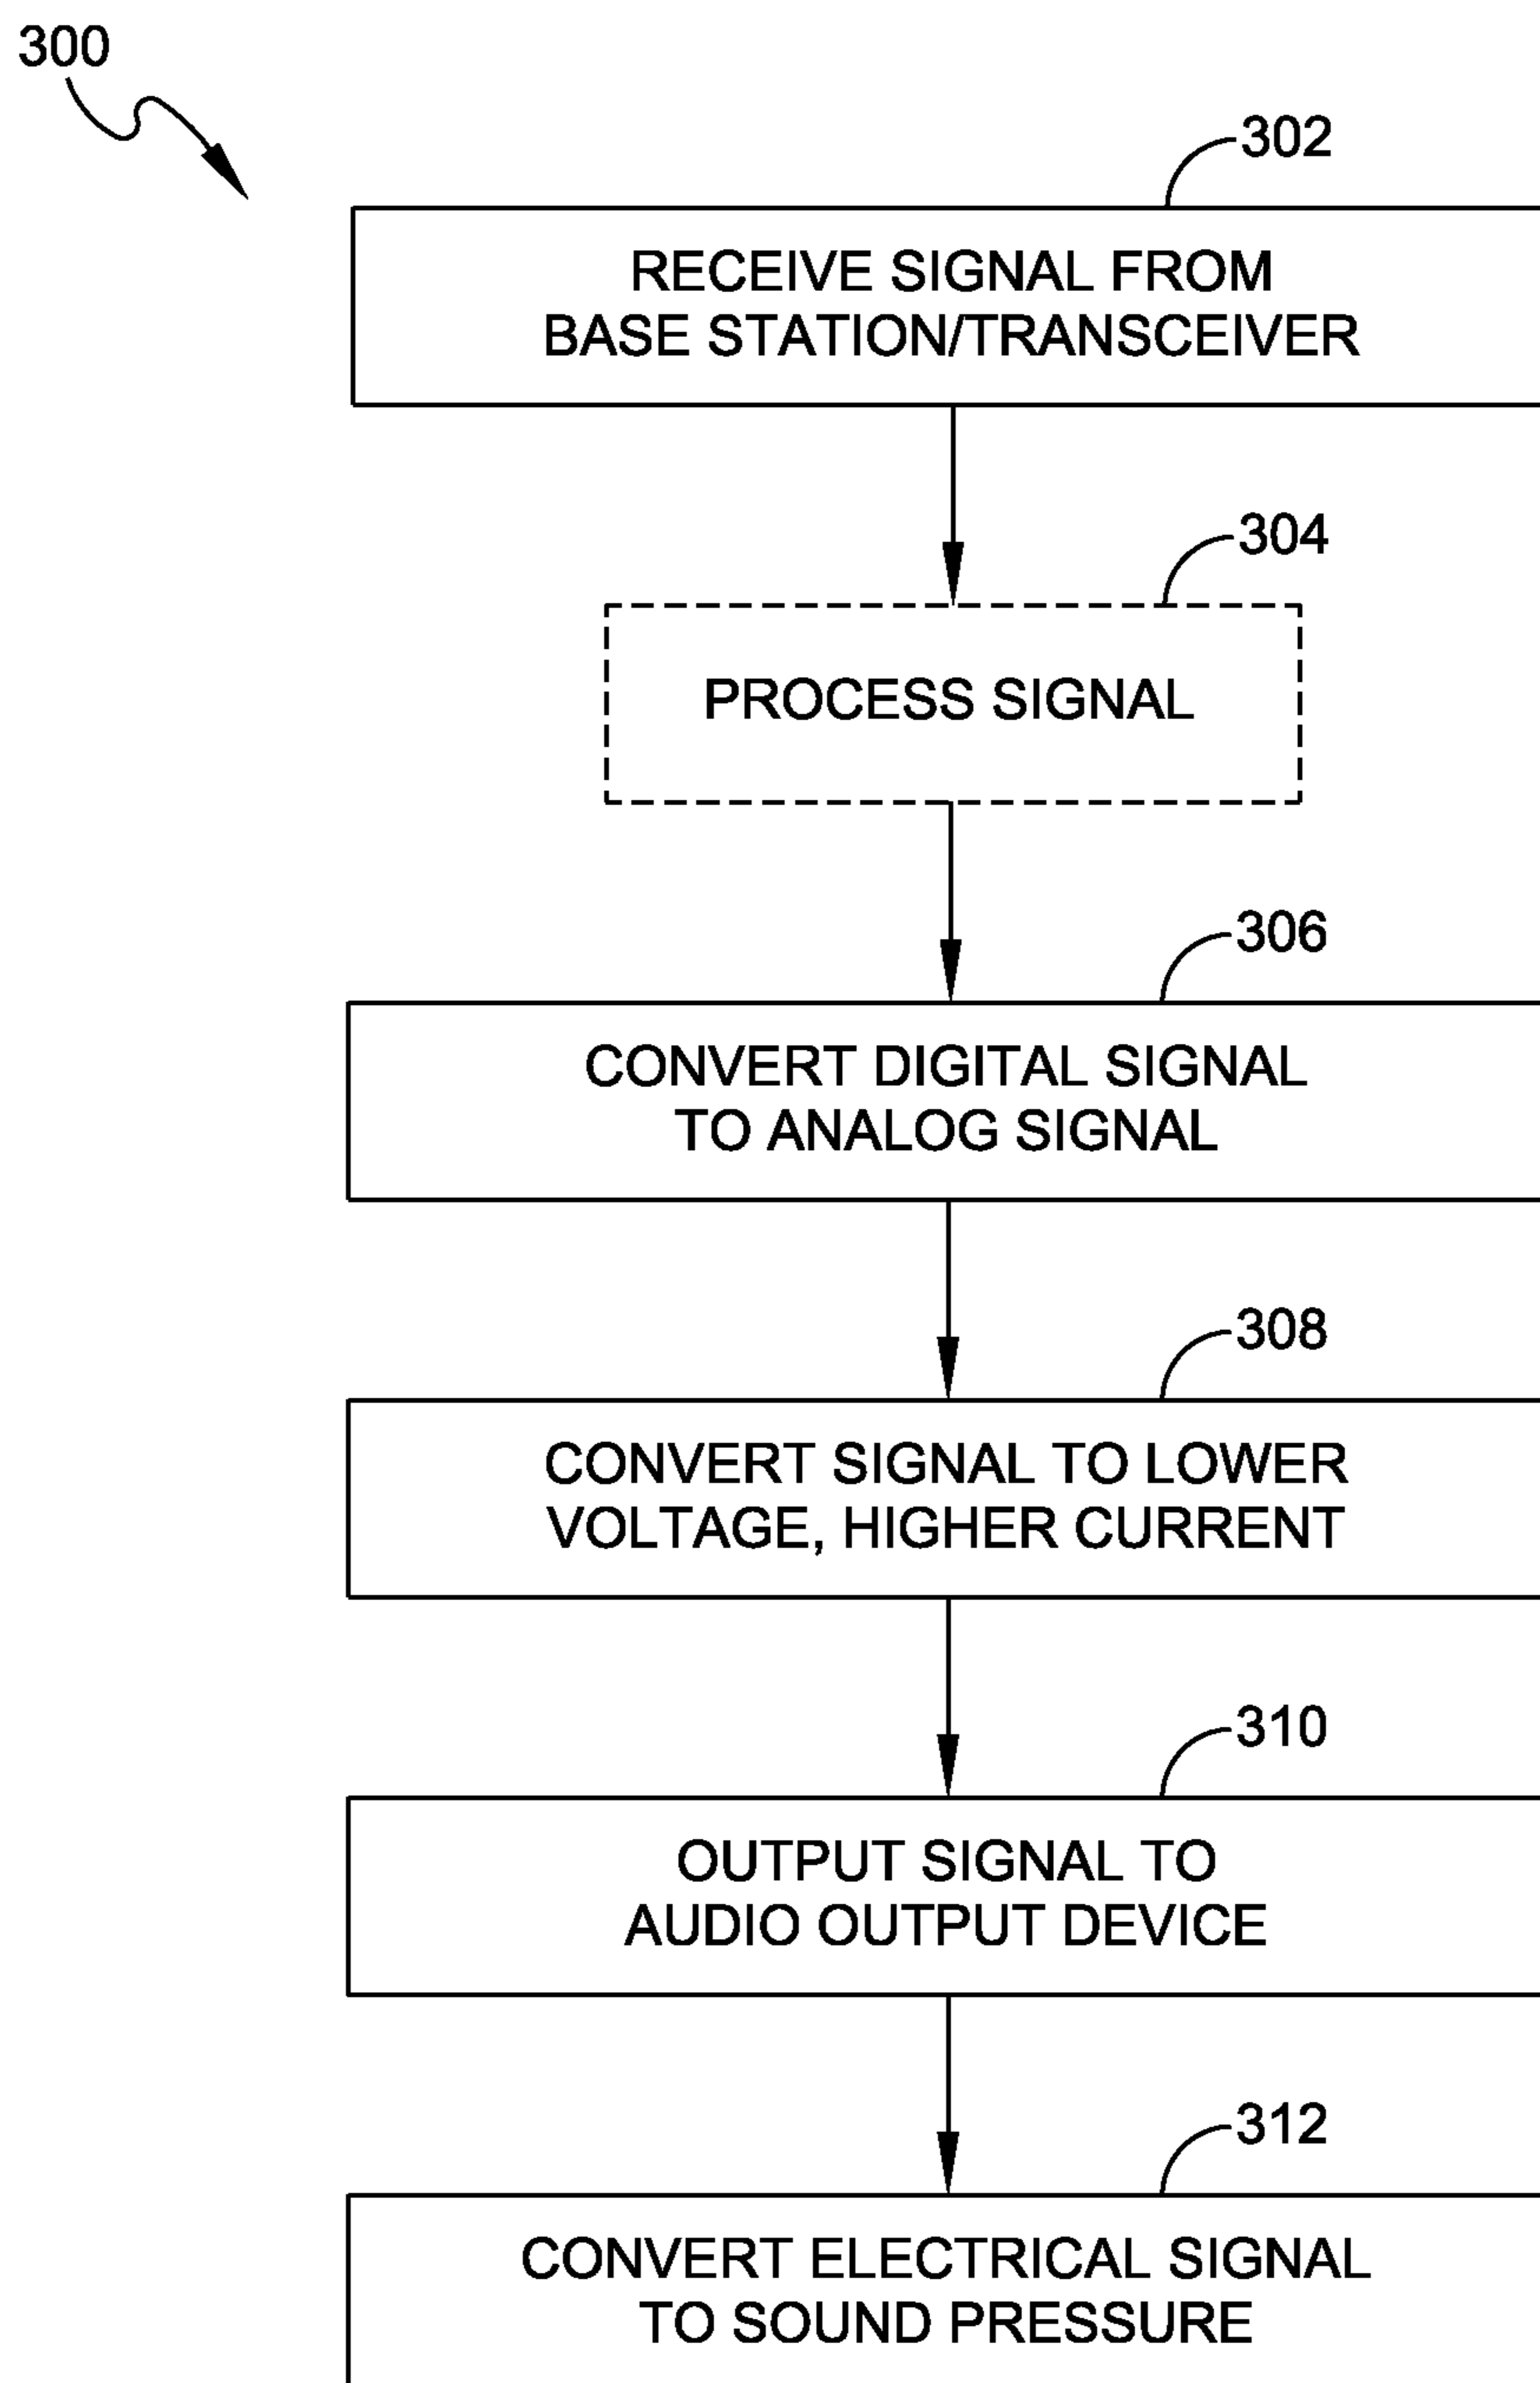 300
302
RECEIVE SIGNAL FROM
BASE STATION/TRANSCEIVER
304
PROCESS SIGNAL
306
CONVERT DIGITAL SIGNAL
TO ANALOG SIGNAL
308
CONVERT SIGNAL TO LOWER
VOLTAGE, HIGHER CURRENT
310
OUTPUT SIGNAL TO
AUDIO OUTPUT DEVICE
312
CONVERT ELECTRICAL SIGNAL
TO SOUND PRESSURE